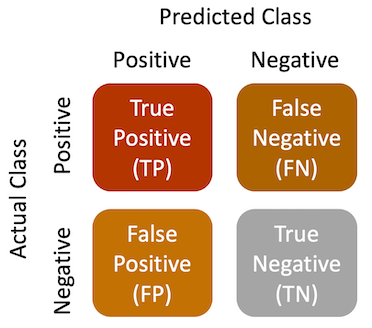 Predicted Class
Positive
Negative
Actual Class
Positive
True
Positive
(TP)
False
Negative
(FN)
Negative
False
Positive
(FP)
True
Negative
(TN)